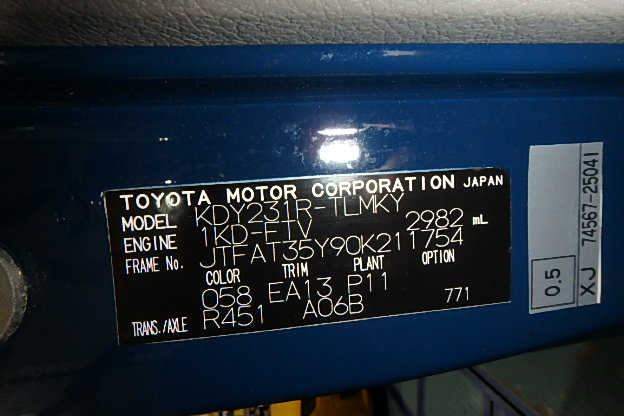 TOYOTA MOTOR CORPORATION JAPAN
MODEL KDY231R-TLMKY
ENGINE 1KD-FTV 2982 mL
FRAME No. JTFAT35Y90K211754
COLOR TRIM PLANT OPTION
058 EA13 P11
TRANS./AXLE R451 A06B 771
0.5 XJ 74567-25041